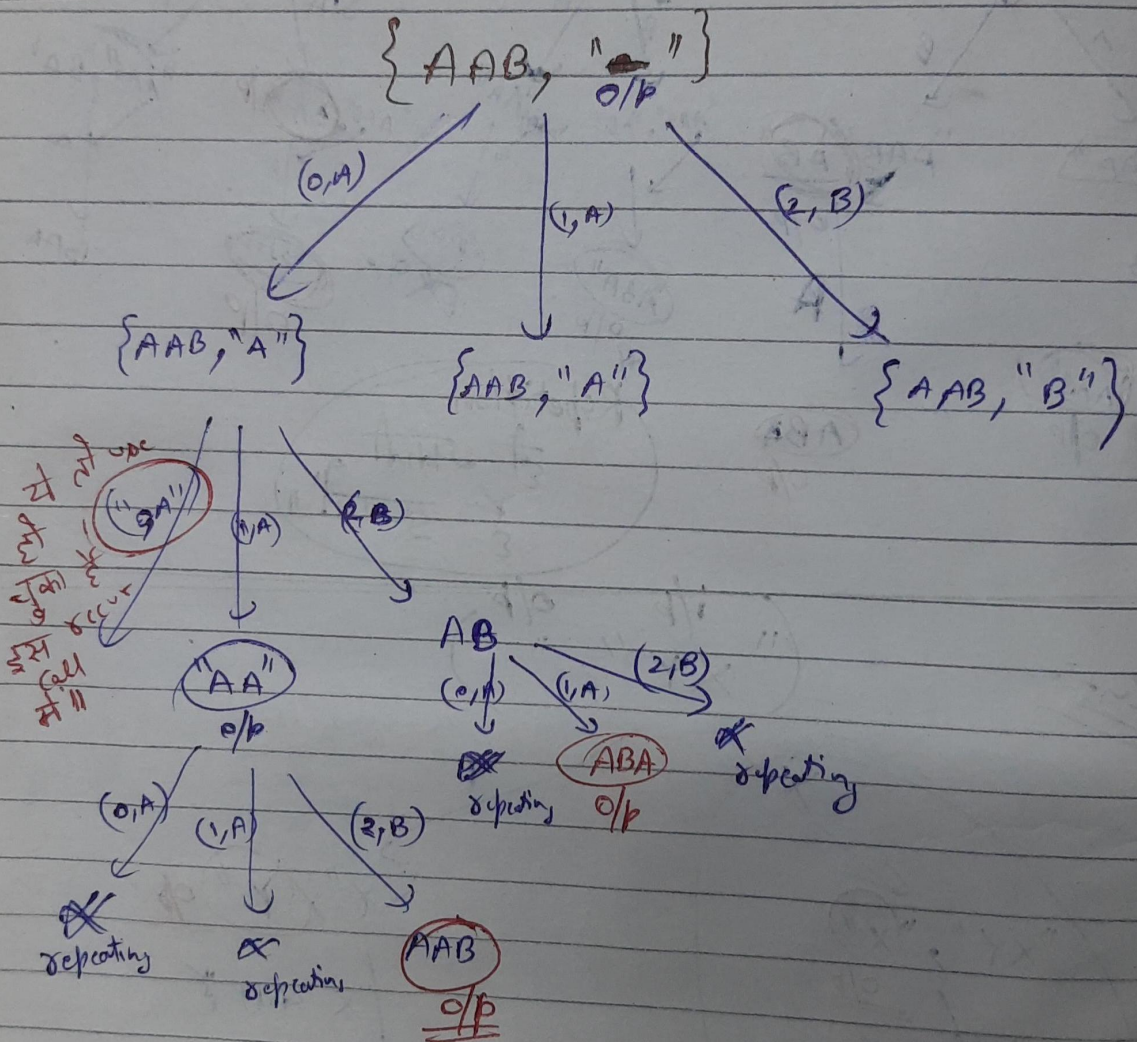 { AAB, " " }
o/p
(0,A)
(1,A)
(2, B)
{AAB, "A"}
{AAB, "A"}
{ AAB, "B" }
("0,A")
(1,A)
(2,B)
call
में"
"AA"
o/p
AB
(0,A)
(1,A)
(2,B)
repeating
ABA
O/p
repeating
(0,A)
(1,A)
(2,B)
repeating
repeating
AAB
O/p